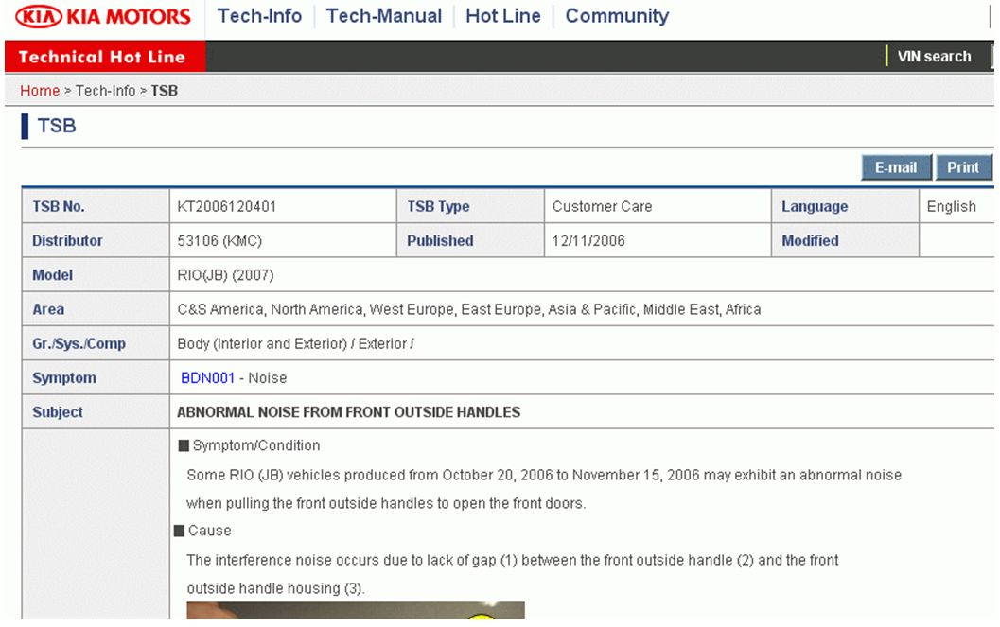 KIA KIA MOTORS Tech-Info Tech-Manual Hot Line Community
Technical Hot Line VIN search
Home > Tech-Info > TSB
TSB
E-mail Print
TSB No. KT2006120401 TSB Type Customer Care Language English
Distributor 53106 (KMC) Published 12/11/2006 Modified
Model RIO(JB) (2007)
Area C&S America, North America, West Europe, East Europe, Asia & Pacific, Middle East, Africa
Gr./Sys./Comp Body (Interior and Exterior) / Exterior /
Symptom BDN001 - Noise
Subject ABNORMAL NOISE FROM FRONT OUTSIDE HANDLES
■ Symptom/Condition
Some RIO (JB) vehicles produced from October 20, 2006 to November 15, 2006 may exhibit an abnormal noise
when pulling the front outside handles to open the front doors.
■ Cause
The interference noise occurs due to lack of gap (1) between the front outside handle (2) and the front
outside handle housing (3).